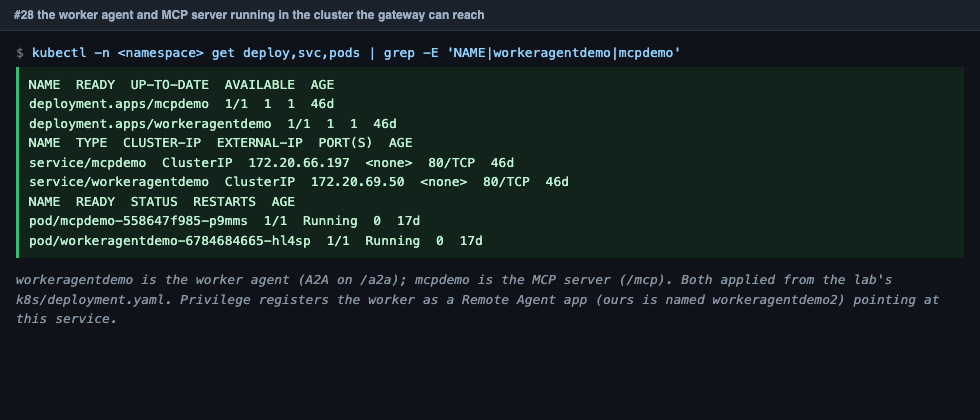 #28 the worker agent and MCP server running in the cluster the gateway can reach
$ kubectl -n <namespace> get deploy,svc,pods | grep -E 'NAME|workeragentdemo|mcpdemo'
NAME  READY  UP-TO-DATE  AVAILABLE  AGE
deployment.apps/mcpdemo  1/1  1  1  46d
deployment.apps/workeragentdemo  1/1  1  1  46d
NAME  TYPE  CLUSTER-IP  EXTERNAL-IP  PORT(S)  AGE
service/mcpdemo  ClusterIP  172.20.66.197  <none>  80/TCP  46d
service/workeragentdemo  ClusterIP  172.20.69.50  <none>  80/TCP  46d
NAME  READY  STATUS  RESTARTS  AGE
pod/mcpdemo-558647f985-p9mms  1/1  Running  0  17d
pod/workeragentdemo-6784684665-hl4sp  1/1  Running  0  17d
workeragentdemo is the worker agent (A2A on /a2a); mcpdemo is the MCP server (/mcp). Both applied from the lab's
k8s/deployment.yaml. Privilege registers the worker as a Remote Agent app (ours is named workeragentdemo2) pointing at
this service.